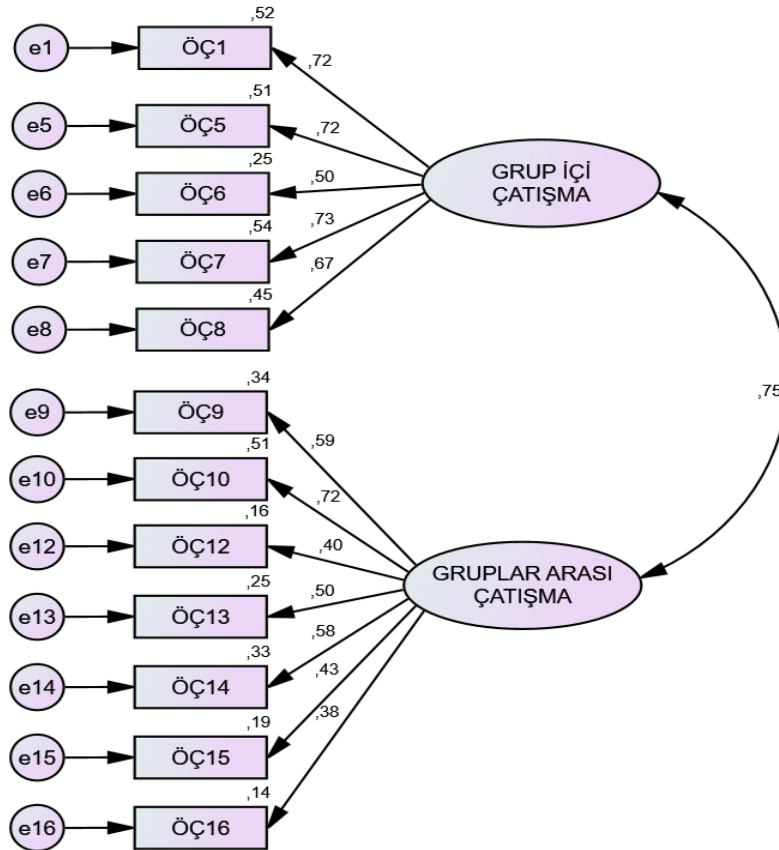 ,52
e1
ÖÇ1
,72
,51
e5
ÖÇ5
,72
,25
e6
ÖÇ6
,50
,54
e7
ÖÇ7
,73
,45
e8
ÖÇ8
,67
GRUP İÇİ
ÇATIŞMA
,75
,34
e9
ÖÇ9
,59
,51
e10
ÖÇ10
,72
,16
e12
ÖÇ12
,40
,25
e13
ÖÇ13
,50
,33
e14
ÖÇ14
,58
,19
e15
ÖÇ15
,43
,14
e16
ÖÇ16
,38
GRUPLAR ARASI
ÇATIŞMA